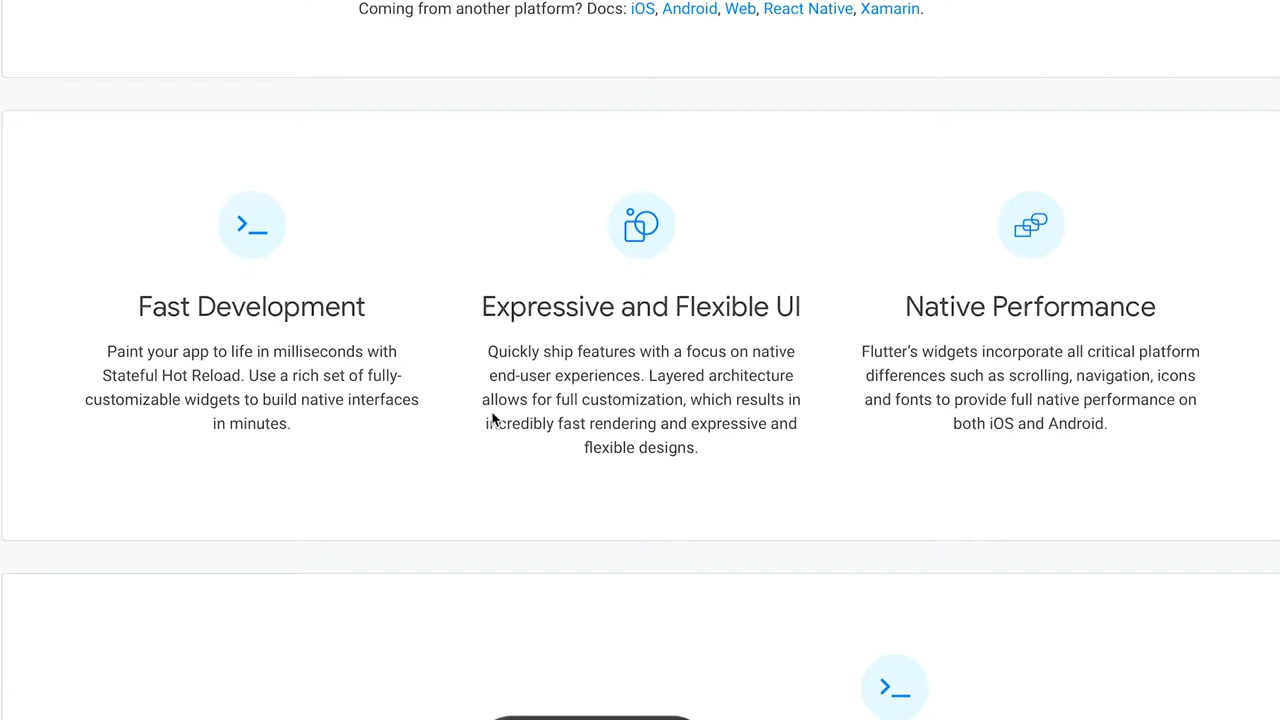 Coming from another platform? Docs: iOS, Android, Web, React Native, Xamarin.
Fast Development
Paint your app to life in milliseconds with
Stateful Hot Reload. Use a rich set of fully-
customizable widgets to build native interfaces
in minutes.
Expressive and Flexible UI
Quickly ship features with a focus on native
end-user experiences. Layered architecture
allows for full customization, which results in
incredibly fast rendering and expressive and
flexible designs.
Native Performance
Flutter’s widgets incorporate all critical platform
differences such as scrolling, navigation, icons
and fonts to provide full native performance on
both iOS and Android.